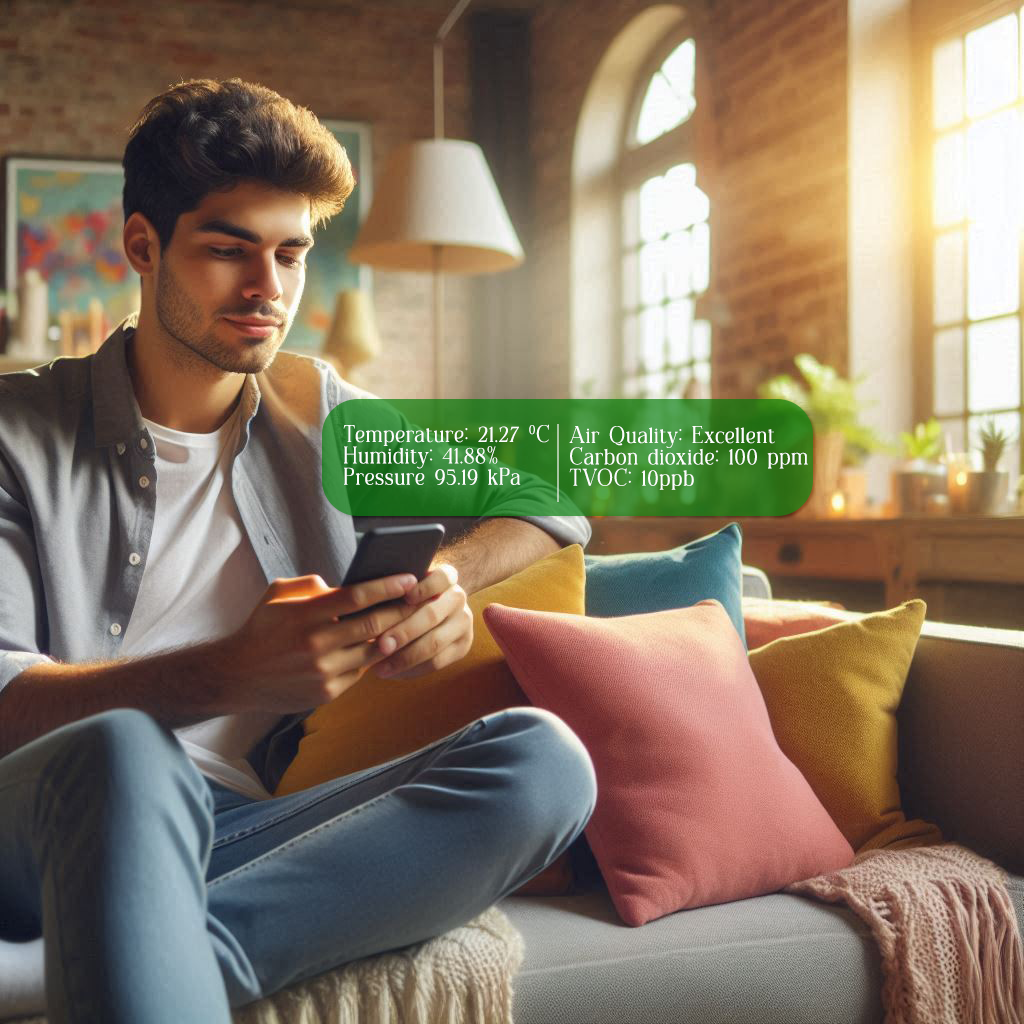 Temperature: 21.27 ⁰C
Humidity: 41.88%
Pressure 95.19 kPa
Air Quality: Excellent
Carbon dioxide: 100 ppm
TVOC: 10ppb